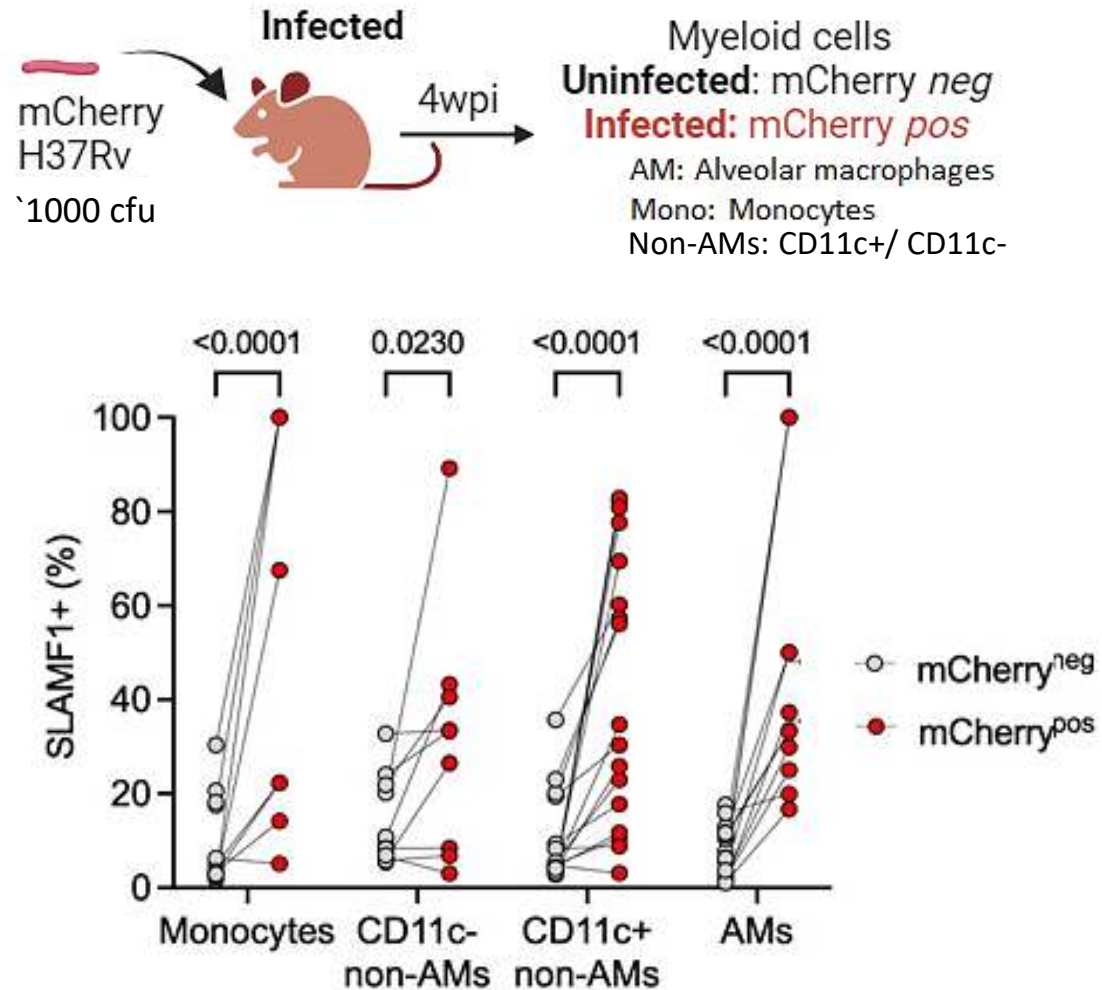 Infected
mCherry
H37Rv
`1000 cfu
4wpi
Myeloid cells
Uninfected: mCherry neg
Infected: mCherry pos
AM: Alveolar macrophages
Mono: Monocytes
Non-AMs: CD11c+/ CD11c-
<0.0001 0.0230 <0.0001 <0.0001
SLAMF1+ (%)
100
80
60
40
20
0
Monocytes CD11c- CD11c+ AMs
non-AMs non-AMs
mCherryneg
mCherrypos